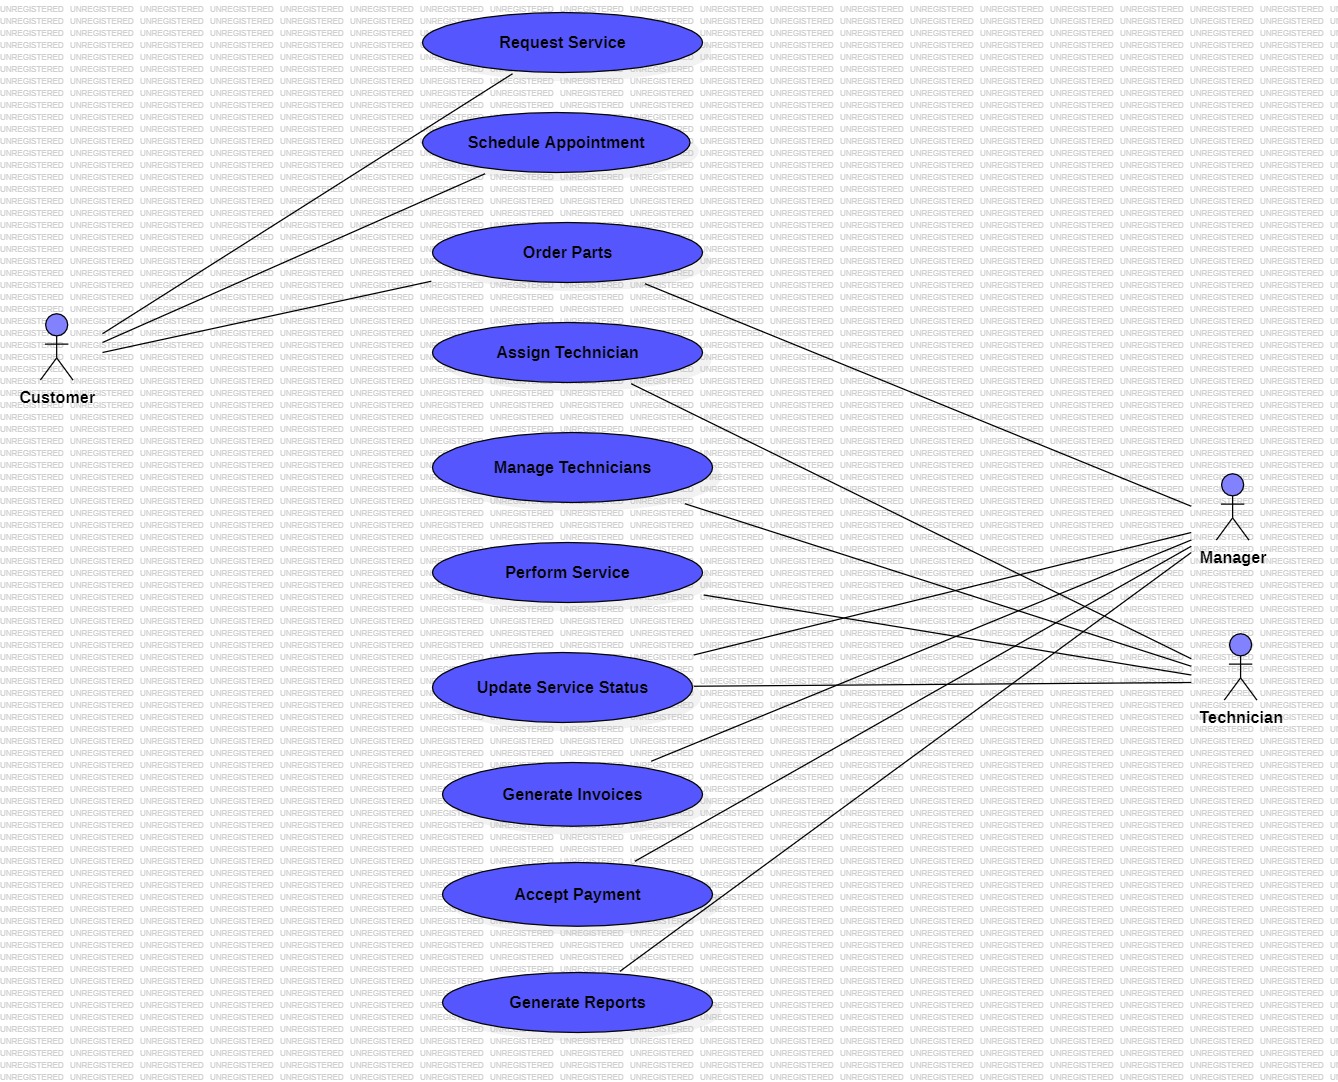 Request Service
Schedule Appointment
Order Parts
Assign Technician
Customer
Manage Technicians
Manager
Perform Service
Update Service Status
Technician
Generate Invoices
Accept Payment
Generate Reports
UNREGISTERED